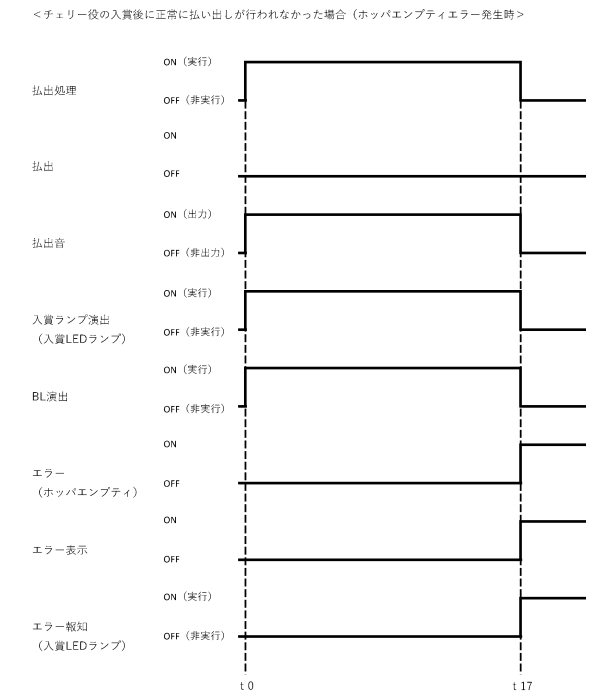 ＜チェリー役の入賞後に正常に払い出しが行われなかった場合（ホッパエンプティエラー発生時＞
ON（実行）
払出処理
OFF（非実行）
ON
払出
OFF
ON（出力）
払出音
OFF（非出力）
ON（実行）
入賞ランプ演出
OFF（非実行）
（入賞LEDランプ）
ON（実行）
BL演出
OFF（非実行）
ON
エラー
OFF
（ホッパエンプティ）
ON
エラー表示
OFF
ON（実行）
エラー報知
OFF（非実行）
（入賞LEDランプ）
t0 t17